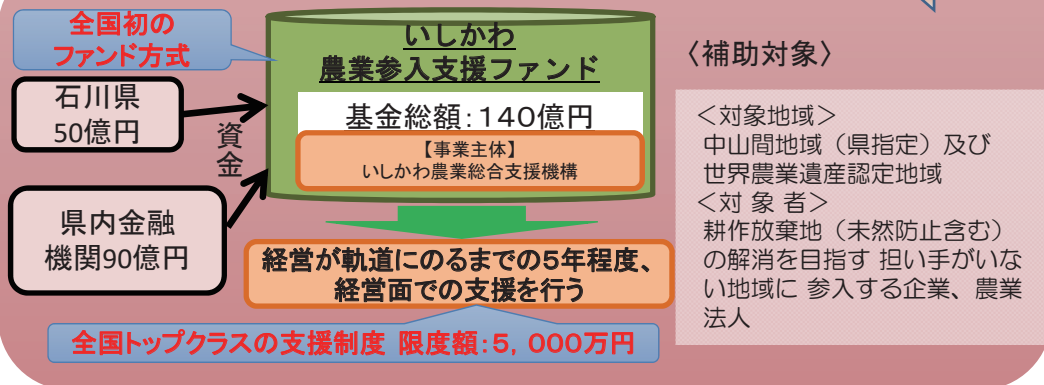 全国初の
ファンド方式
いしかわ
農業参入支援ファンド
基金総額:140億円
【事業主体】
いしかわ農業総合支援機構
石川県
50億円
資金
県内金融
機関90億円
経営が軌道にのるまでの5年程度、
経営面での支援を行う
全国トップクラスの支援制度 限度額:5,000万円
〈補助対象〉
＜対象地域＞
中山間地域（県指定）及び
世界農業遺産認定地域
＜対 象 者＞
耕作放棄地（未然防止含む）
の解消を目指す 担い手がいな
い地域に 参入する企業、農業
法人